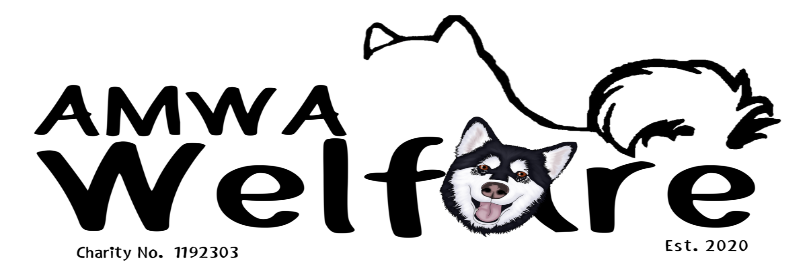 AMWA
Welfare
Charity No. 1192303
Est. 2020